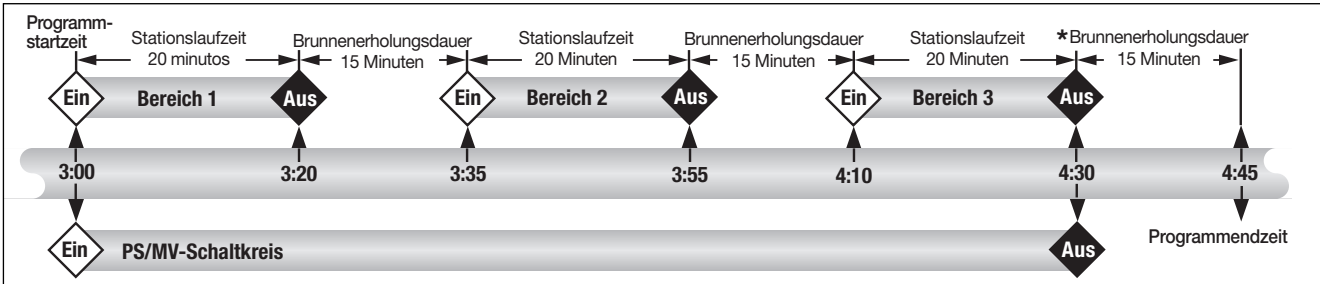 Programm-
startzeit
Stationslaufzeit
20 minutos
Brunnenerholungsdauer
15 Minuten
Stationslaufzeit
20 Minuten
Brunnenerholungsdauer
15 Minuten
Stationslaufzeit
20 Minuten
*Brunnenerholungsdauer
15 Minuten
Ein Bereich 1 Aus Ein Bereich 2 Aus Ein Bereich 3 Aus
3:00 3:20 3:35 3:55 4:10 4:30 4:45
Ein PS/MV-Schaltkreis Aus
Programmendzeit